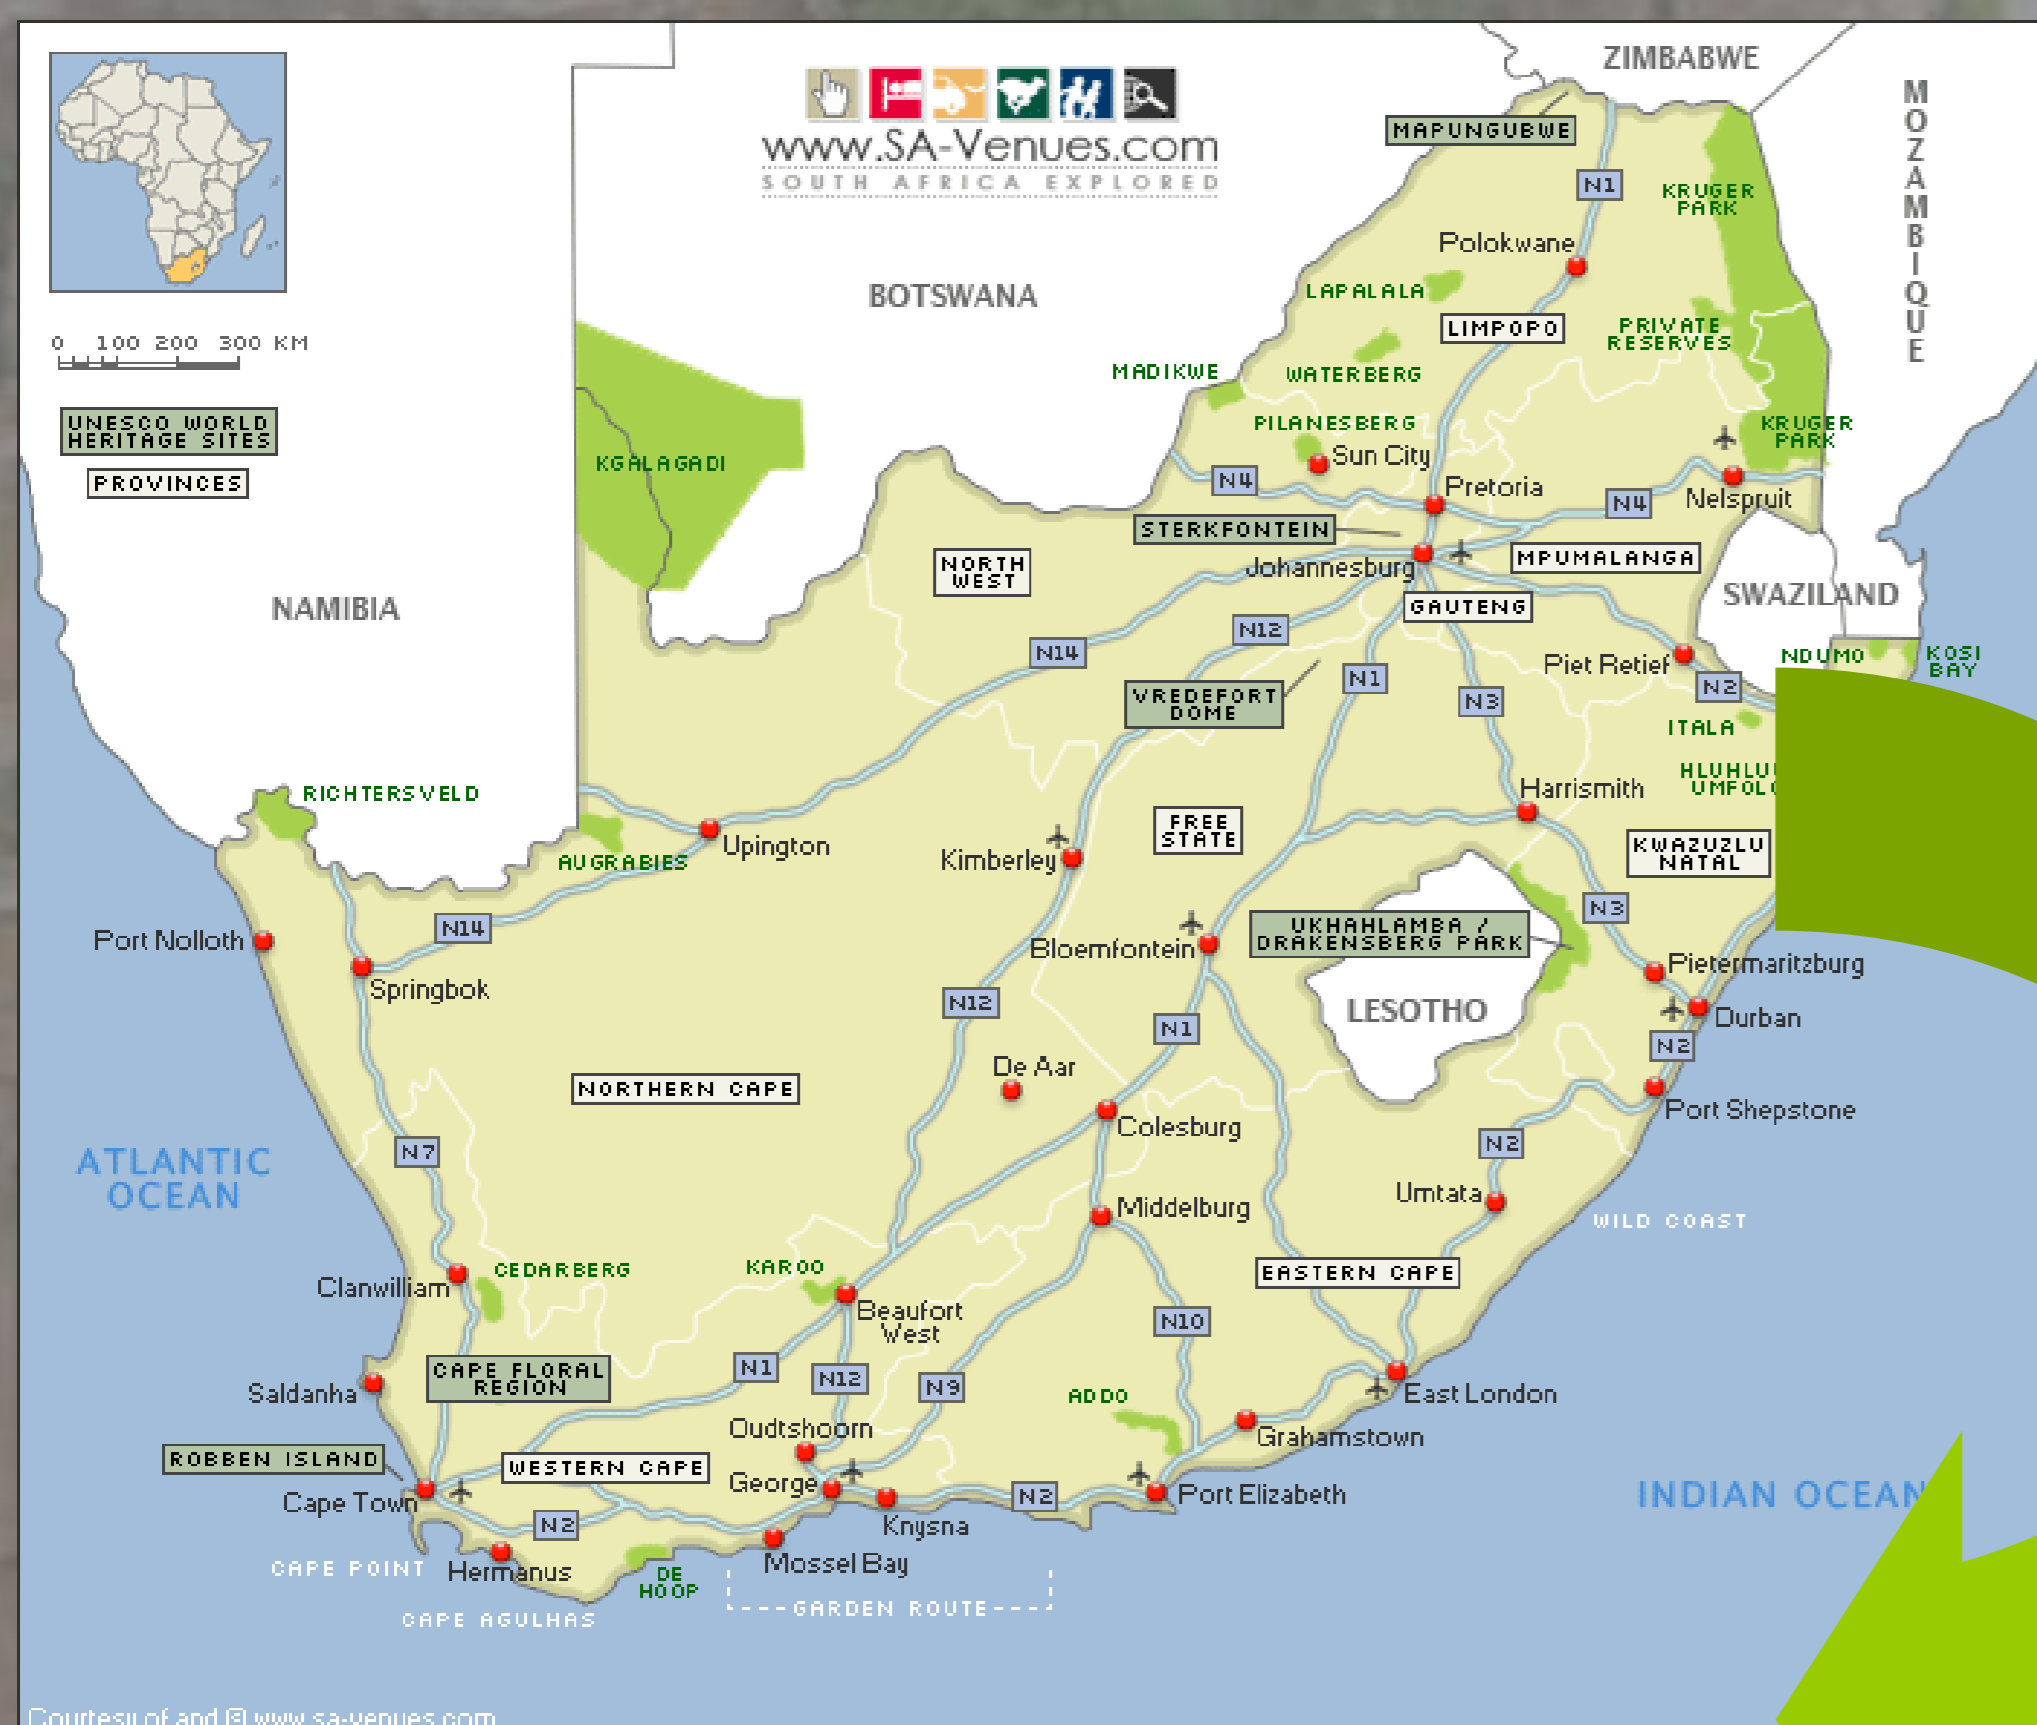 ZIMBABWE
MOZAMBIQUE
www.SA-Venues.com
SOUTH AFRICA EXPLORED
MAPUNGUBWE
N1
KRUGER
PARK
Polokwane
BOTSWANA
LAPALALA
LIMPOPO
PRIVATE
RESERVES
0 100 200 300 KM
MADIKWE
WATERBERG
UNESCO WORLD
HERITAGE SITES
PILANESBERG
KRUGER
PARK
Sun City
KGALAGADI
PROVINCES
N4
Pretoria
N4
Nelspruit
STERKFONTEIN
NORTH
WEST
Johannesburg
MPUMALANGA
SWAZILAND
NAMIBIA
GAUTENG
N12
N14
Piet Retief
NDUMO
KOSI
BAY
N1
N2
N3
VREDEFORT
DOME
ITALA
HLUHLU
UMFOLO
RICHTERSVELD
Harrismith
FREE
STATE
Upington
KWAZUZLU
NATAL
AUGRABIES
Kimberley
N3
N14
UKHAHLAMBA /
DRAKENSBERG PARK
Port Nolloth
Bloemfontein
Pietermaritzburg
Springbok
N12
LESOTHO
Durban
N1
N2
De Aar
NORTHERN CAPE
Port Shepstone
Colesburg
N7
N2
ATLANTIC
OCEAN
Umtata
Middelburg
WILD COAST
CEDARBERG
KAROO
EASTERN CAPE
Clanwilliam
Beaufort
West
N10
N1
N12
N9
CAPE FLORAL
REGION
Saldanha
ADDO
East London
Oudtshoorn
Grahamstown
ROBBEN ISLAND
WESTERN CAPE
George
Cape Town
N2
Port Elizabeth
INDIAN OCEAN
N2
Knysna
CAPE POINT
Hermanus
Mossel Bay
DE
HOOP
GARDEN ROUTE
CAPE AGULHAS
Courtesy of and © www.sa-venues.com